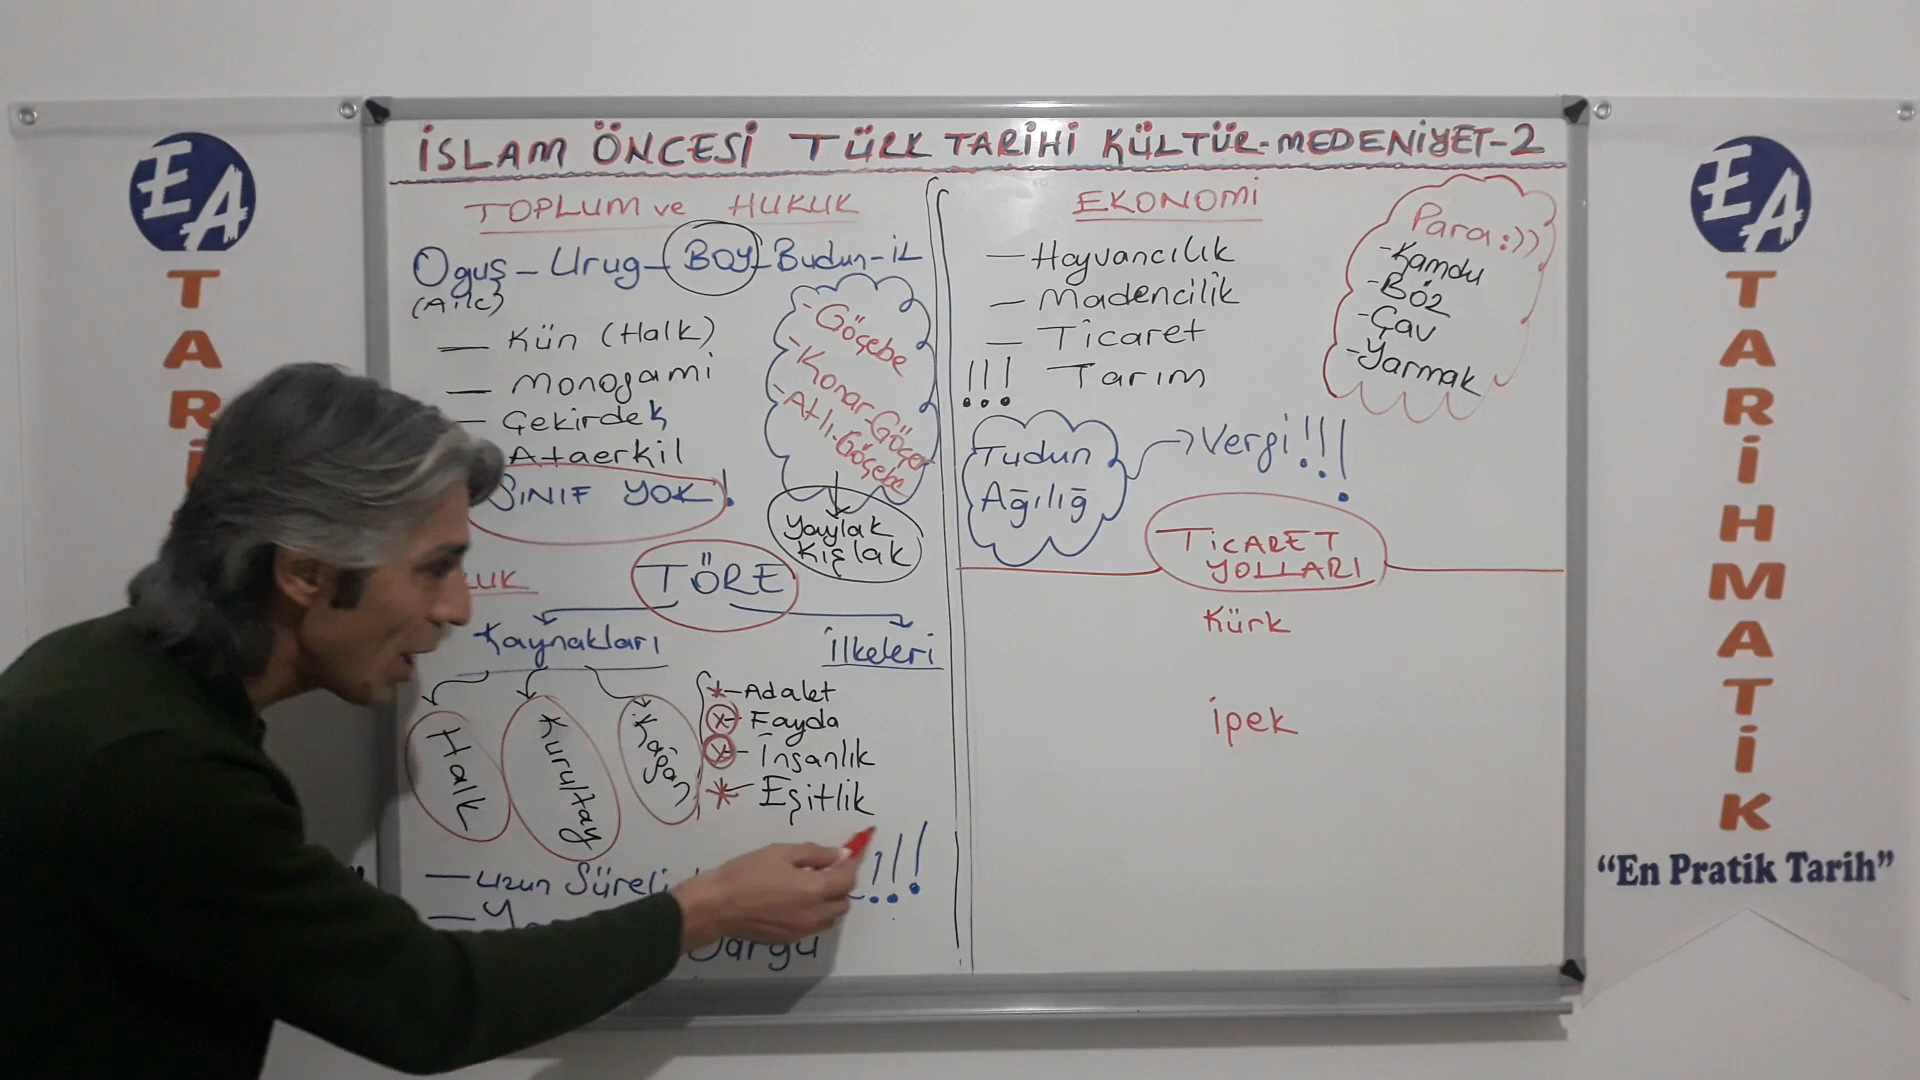 İSLAM ÖNCESİ TÜRK TARİHİ KÜLTÜR-MEDENİYET-2
TOPLUM ve HUKUK
Oguş - Urug - BOY - Budun - İL
(Aile)
— Kün (Halk)
— Monogami
— Çekirdek
Ataerkil
SINIF YOK!
- Göçebe
- Konar-Göçer
- Atlı-Göçebe
Yaylak
Kışlak
TÖRE
Kaynakları
İlkeleri
Halk
Kurultay
Kağan
*-Adalet
x- Fayda
x- İnsanlık
*- Eşitlik
— Uzun Süreli
!!!
Yargu
EKONOMİ
— Hayvancılık
— Madencilik
— Ticaret
!!! Tarım
Para :))
-Kamdu
-Böz
-Çav
-Yarmak
Tudun
Ağılığ
Vergi!!!
TİCARET
YOLLARI
Kürk
İpek
EA
TARİ
EA
TARİHMATİK
“En Pratik Tarih”